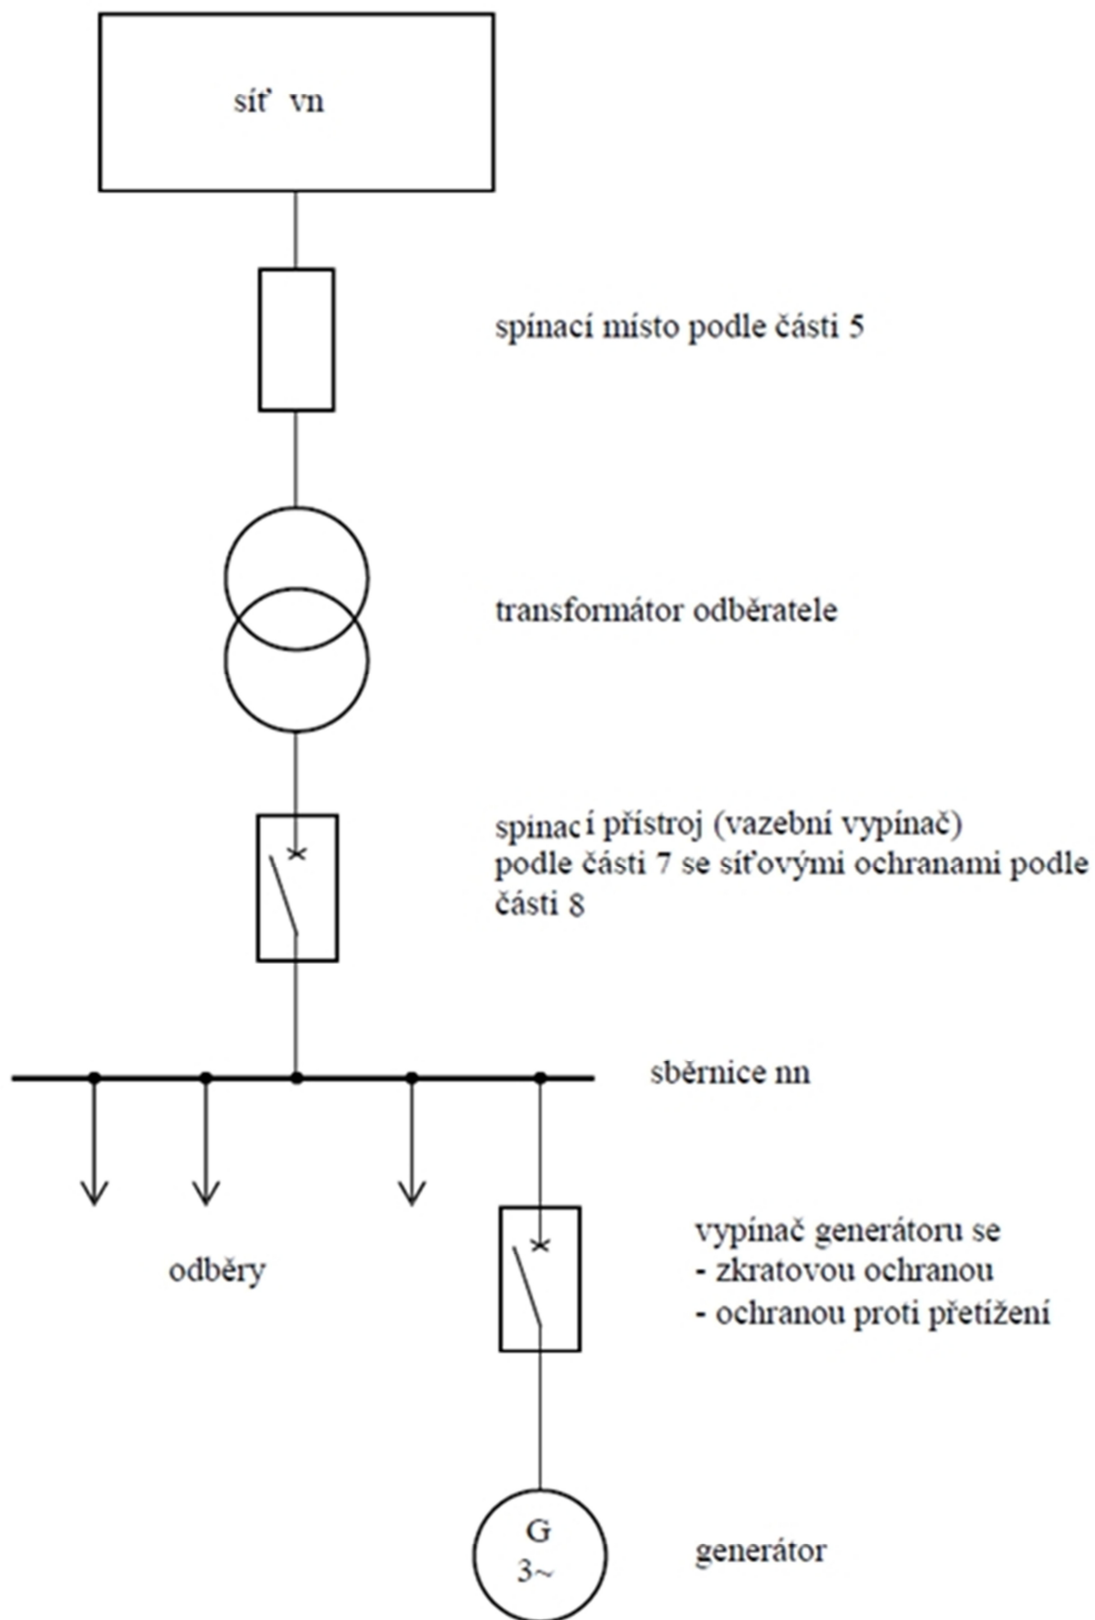 síť vn
spínací místo podle části 5
transformátor odběratele
spinací přístroj (vazební vypínač)
podle části 7 se síťovými ochranami podle
části 8
sběrnice nn
odběry
vypínač generátoru se
- zkratovou ochranou
- ochranou proti přetížení
G
3~
generátor